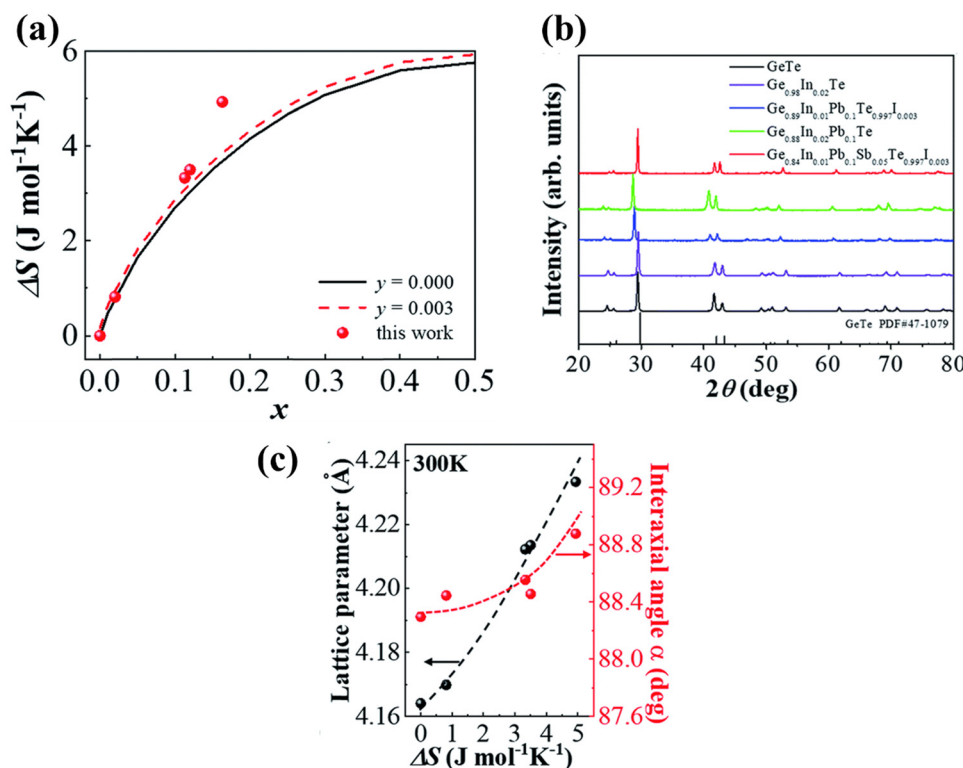 (a)
6
4
2
0
ΔS (J mol⁻¹K⁻¹)
y = 0.000
y = 0.003
this work
0.0 0.1 0.2 0.3 0.4 0.5
x
(b)
Intensity (arb. units)
GeTe
Ge₀.₉₈In₀.₀₂Te
Ge₀.₈₉In₀.₀₁Pb₀.₁Te₀.₉₉₇I₀.₀₀₃
Ge₀.₈₈In₀.₀₂Pb₀.₁Te
Ge₀.₈₄In₀.₀₁Pb₀.₁Sb₀.₀₅Te₀.₉₉₇I₀.₀₀₃
GeTe PDF#47-1079
20 30 40 50 60 70 80
2θ (deg)
(c)
300K
Lattice parameter (Å)
4.24
4.22
4.20
4.18
4.16
89.2
88.8
88.4
88.0
87.6
Interaxial angle α (deg)
0 1 2 3 4 5
ΔS (J mol⁻¹K⁻¹)